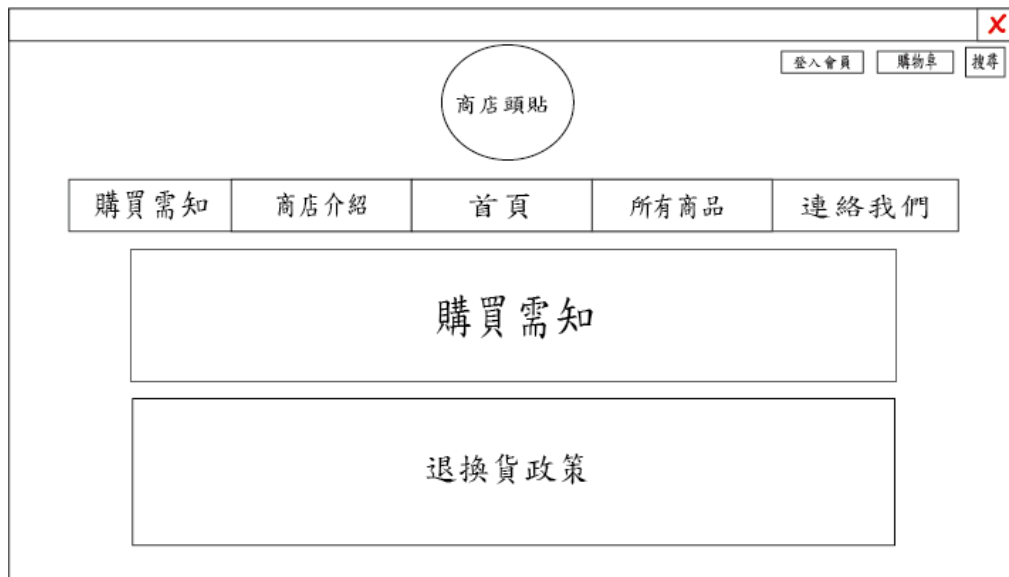 登入會員
購物車
搜尋
商店頭貼
購買需知
商店介紹
首頁
所有商品
連絡我們
購買需知
退換貨政策